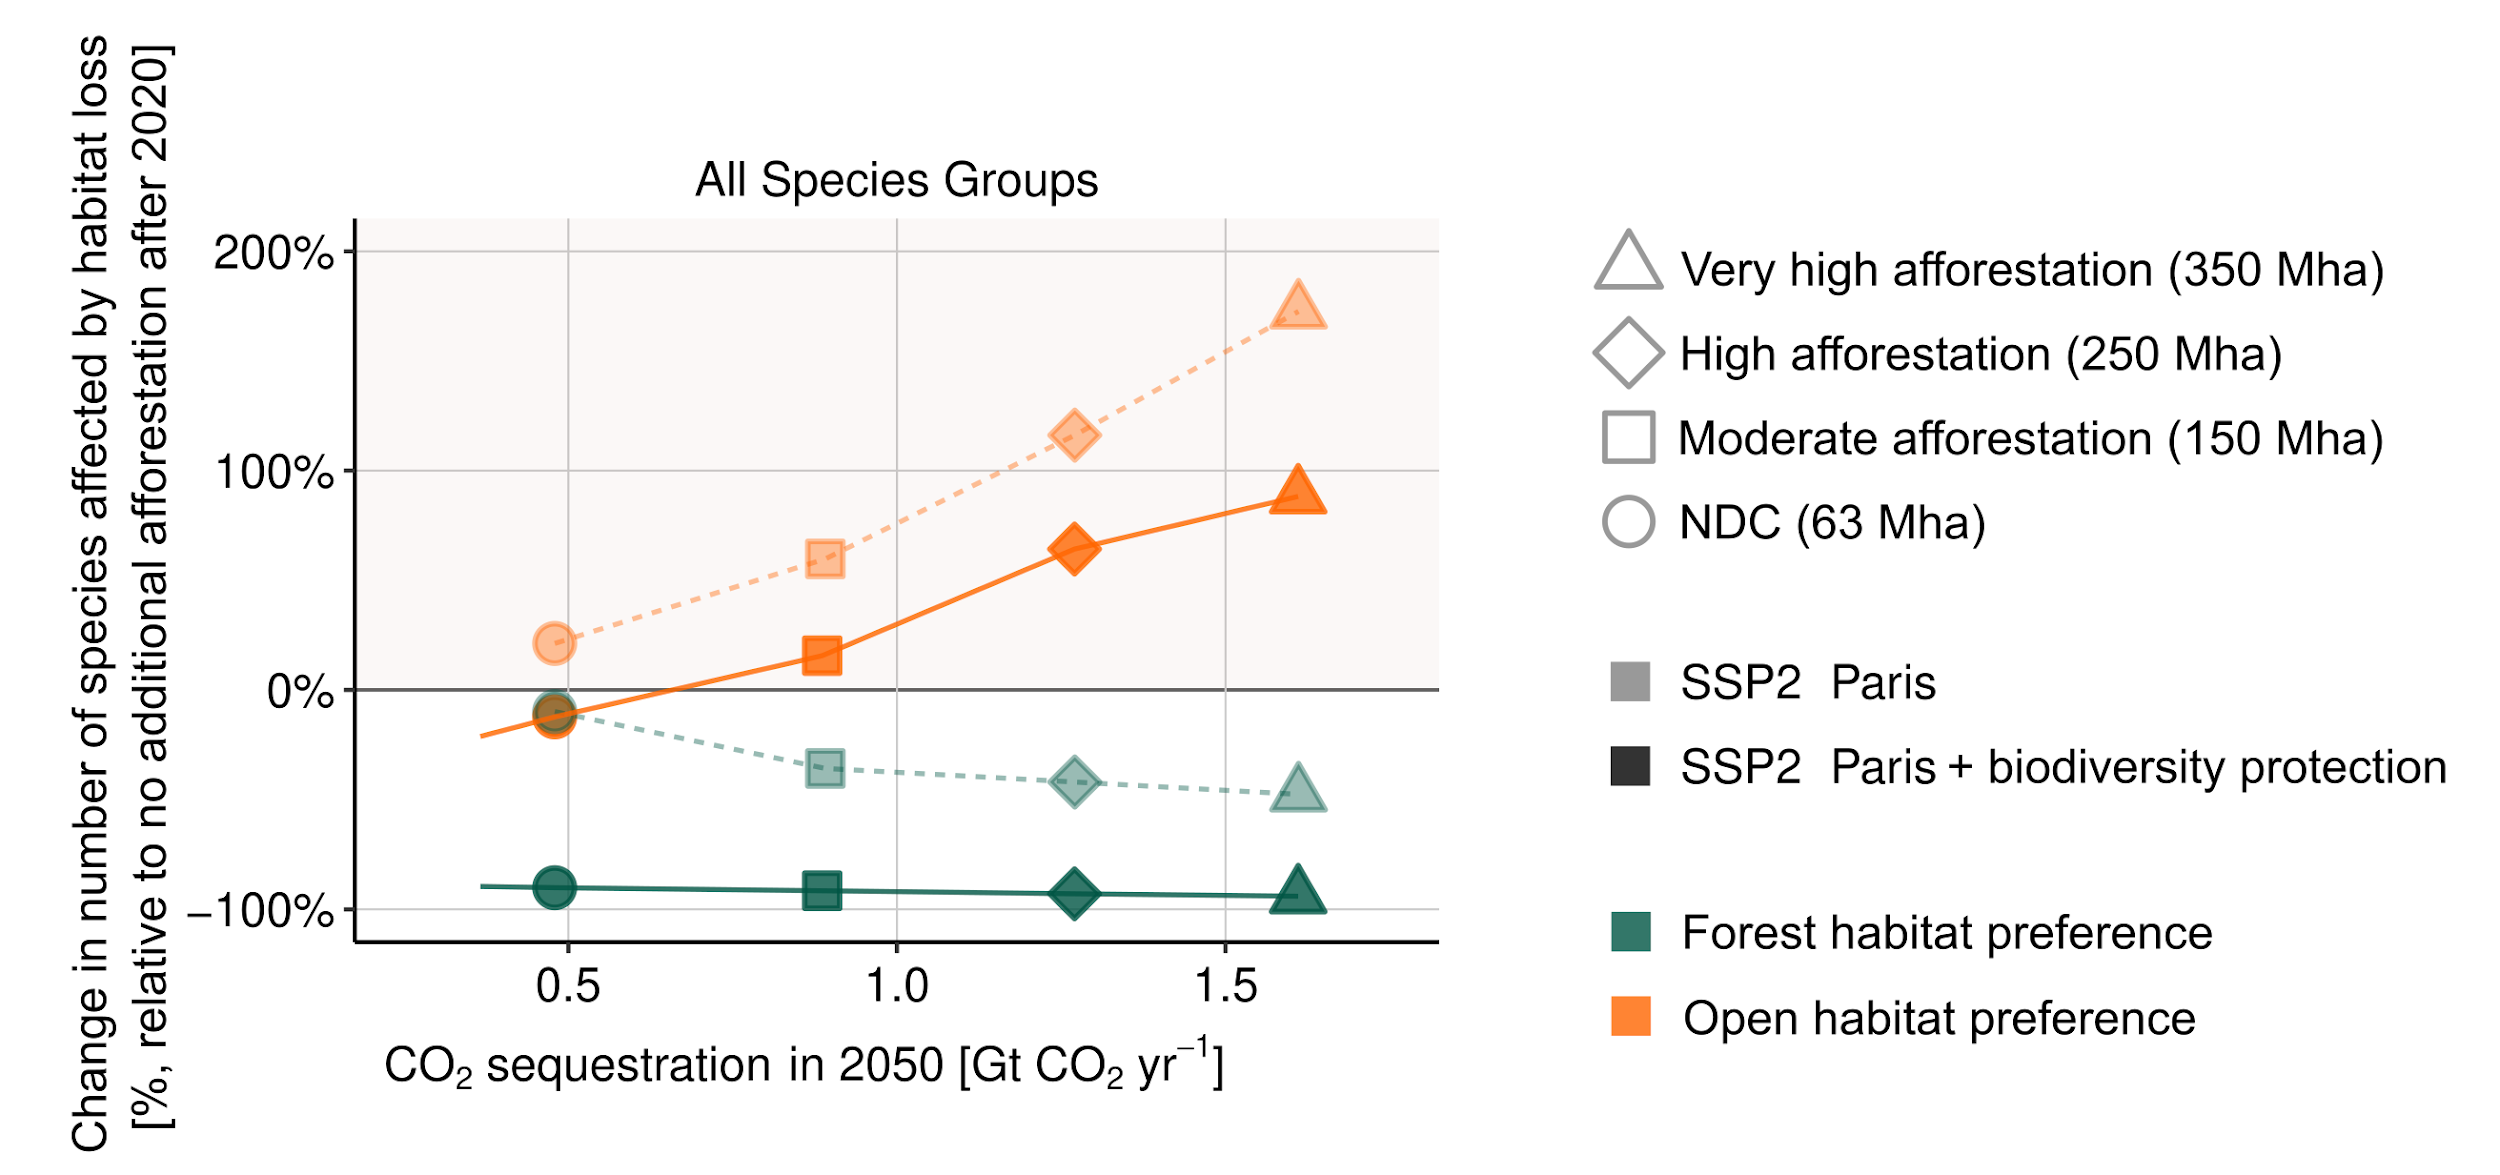 Change in number of species affected by habitat loss
[%, relative to no additional afforestation after 2020]
All Species Groups
200%
100%
0%
−100%
0.5
1.0
1.5
CO₂ sequestration in 2050 [Gt CO₂ yr⁻¹]
Very high afforestation (350 Mha)
High afforestation (250 Mha)
Moderate afforestation (150 Mha)
NDC (63 Mha)
SSP2 Paris
SSP2 Paris + biodiversity protection
Forest habitat preference
Open habitat preference